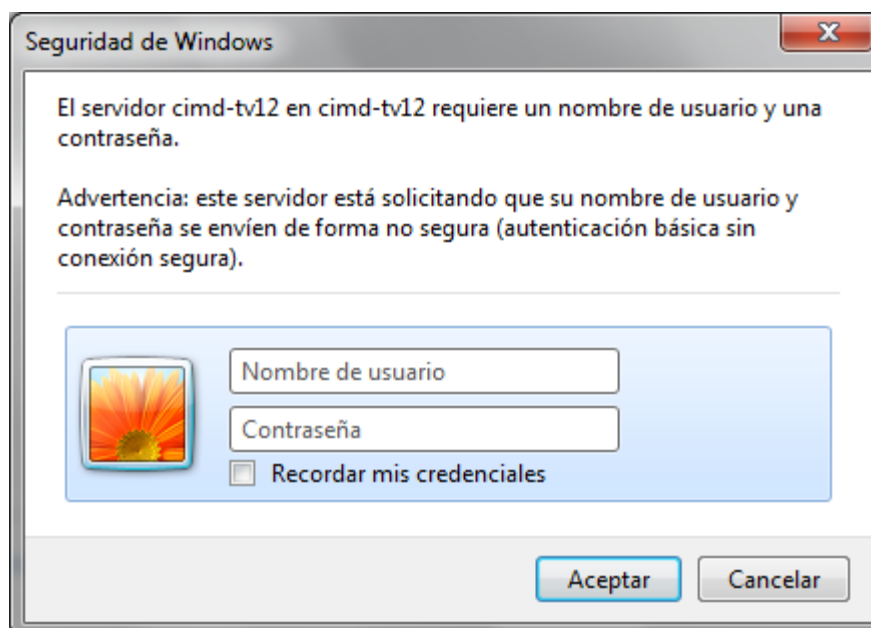 Seguridad de Windows
El servidor cimd-tv12 en cimd-tv12 requiere un nombre de usuario y una
contraseña.
Advertencia: este servidor está solicitando que su nombre de usuario y
contraseña se envíen de forma no segura (autenticación básica sin
conexión segura).
Nombre de usuario
Contraseña
Recordar mis credenciales
Aceptar Cancelar